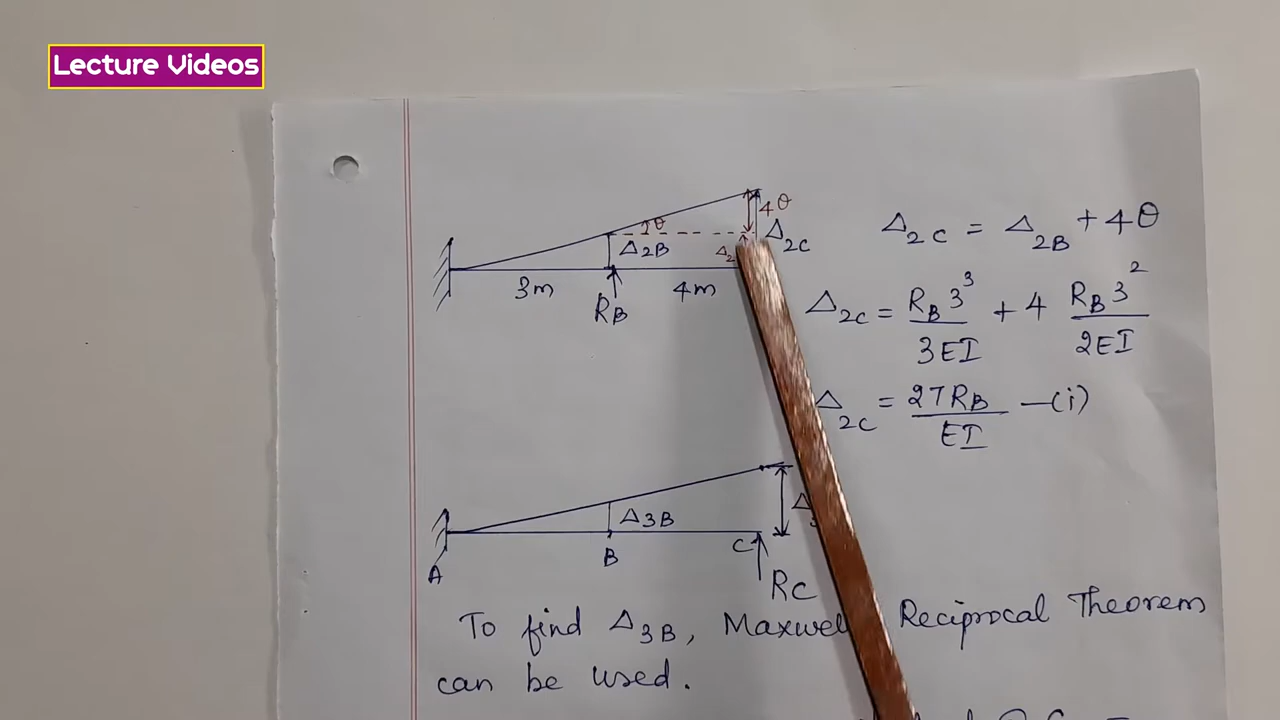 Lecture Videos
4θ
θ
Δ2B
Δ2C
3m
RB
4m
Δ2C = Δ2B + 4θ
Δ2C = RB 3³/3EI + 4 RB 3²/2EI
Δ2C = 27RB/EI —(i)
Δ3B
A
B
C
RC
To find Δ3B, Maxwell Reciprocal Theorem
can be used.